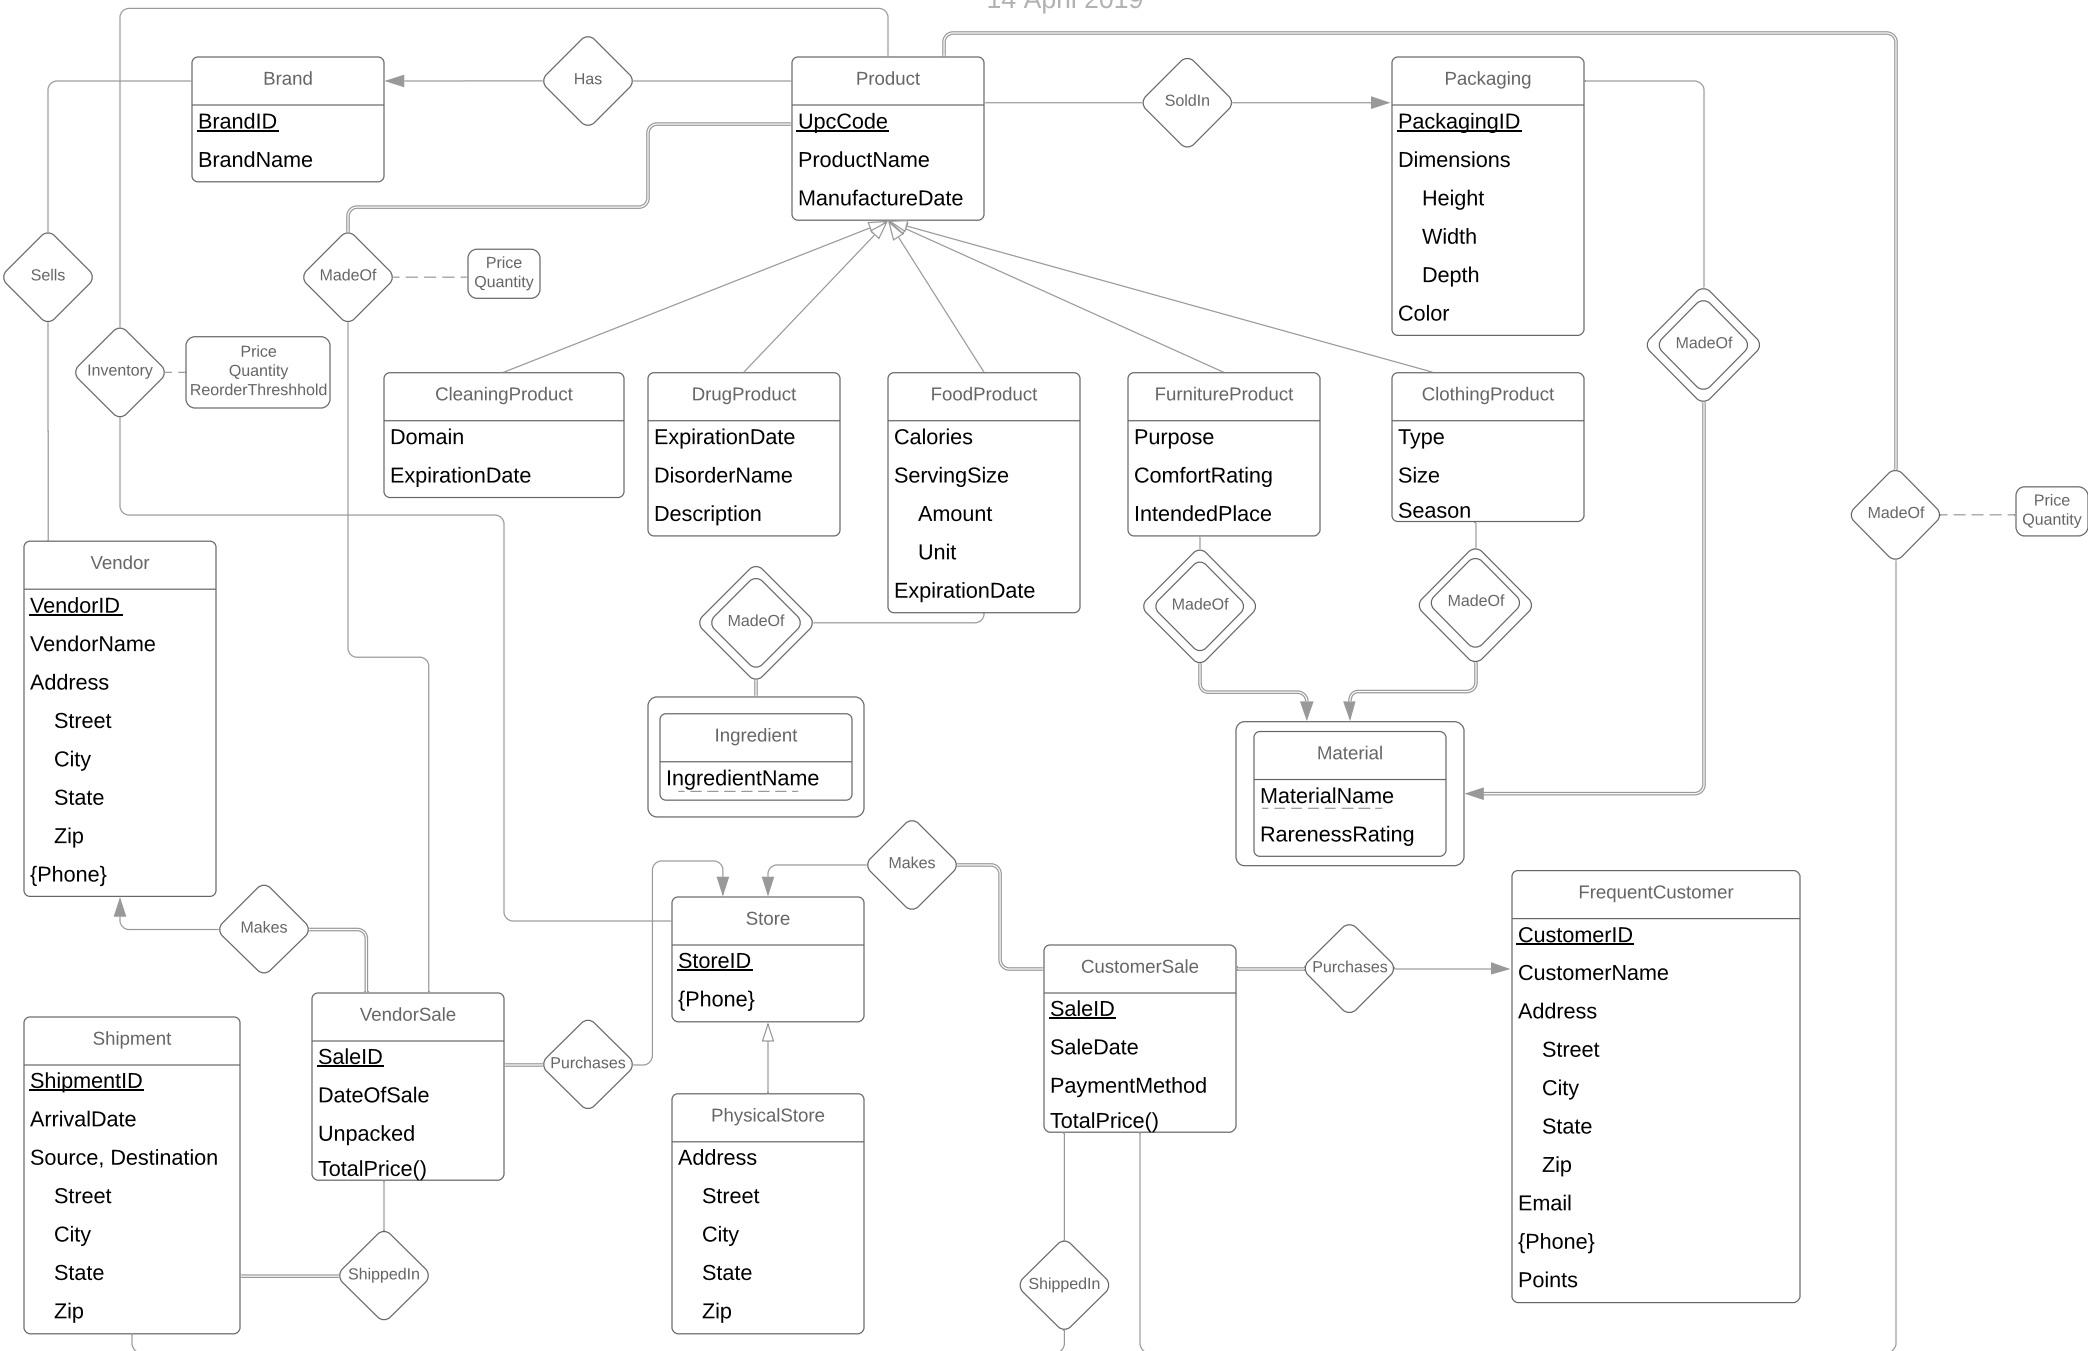 14 April 2019
Brand
BrandID
BrandName
Has
Product
UpcCode
ProductName
ManufactureDate
SoldIn
Packaging
PackagingID
Dimensions
Height
Width
Depth
Color
Sells
MadeOf
Price
Quantity
Inventory
Price
Quantity
ReorderThreshhold
MadeOf
CleaningProduct
Domain
ExpirationDate
DrugProduct
ExpirationDate
DisorderName
Description
FoodProduct
Calories
ServingSize
Amount
Unit
ExpirationDate
FurnitureProduct
Purpose
ComfortRating
IntendedPlace
ClothingProduct
Type
Size
Season
MadeOf
Price
Quantity
Vendor
VendorID
VendorName
Address
Street
City
State
Zip
{Phone}
MadeOf
MadeOf
MadeOf
Ingredient
IngredientName
Material
MaterialName
RarenessRating
Makes
Makes
Store
StoreID
{Phone}
CustomerSale
SaleID
SaleDate
PaymentMethod
TotalPrice()
Purchases
FrequentCustomer
CustomerID
CustomerName
Address
Street
City
State
Zip
Email
{Phone}
Points
Shipment
ShipmentID
ArrivalDate
Source, Destination
Street
City
State
Zip
VendorSale
SaleID
DateOfSale
Unpacked
TotalPrice()
Purchases
PhysicalStore
Address
Street
City
State
Zip
ShippedIn
ShippedIn